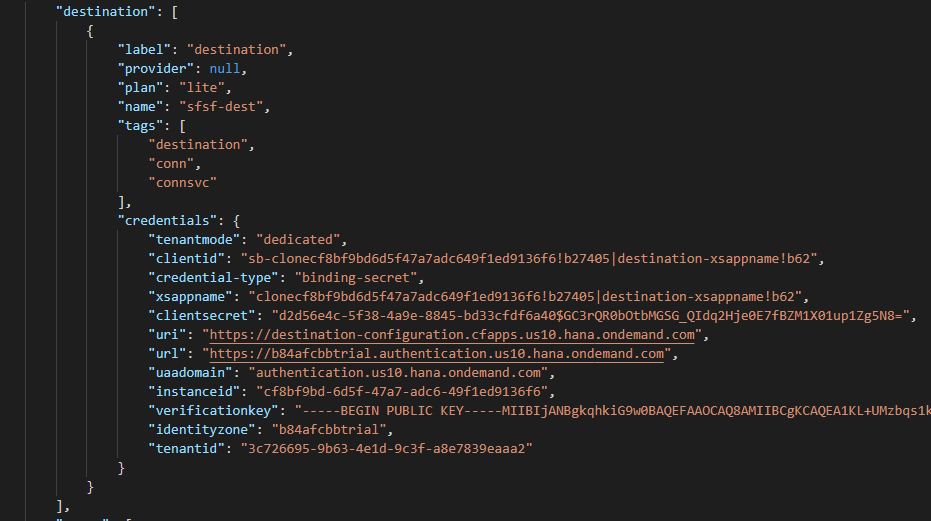 "destination": [
{
"label": "destination",
"provider": null,
"plan": "lite",
"name": "sfsf-dest",
"tags": [
"destination",
"conn",
"connsvc"
],
"credentials": {
"tenantmode": "dedicated",
"clientid": "sb-clonecf8bf9bd6d5f47a7adc649f1ed9136f6!b27405|destination-xsappname!b62",
"credential-type": "binding-secret",
"xsappname": "clonecf8bf9bd6d5f47a7adc649f1ed9136f6!b27405|destination-xsappname!b62",
"clientsecret": "d2d56e4c-5f38-4a9e-8845-bd33cfdf6a40$GC3rQR0bOtbMGSG_QIdq2Hje0E7fBZM1X01up1Zg5N8=",
"uri": "https://destination-configuration.cfapps.us10.hana.ondemand.com",
"url": "https://b84afcbbtrial.authentication.us10.hana.ondemand.com",
"uaadomain": "authentication.us10.hana.ondemand.com",
"instanceid": "cf8bf9bd-6d5f-47a7-adc6-49f1ed9136f6",
"verificationkey": "-----BEGIN PUBLIC KEY-----MIIBIjANBgkqhkiG9w0BAQEFAAOCAQ8AMIIBCgKCAQEA1KL+UMzbqs1k
"identityzone": "b84afcbbtrial",
"tenantid": "3c726695-9b63-4e1d-9c3f-a8e7839eaaa2"
}
}
],